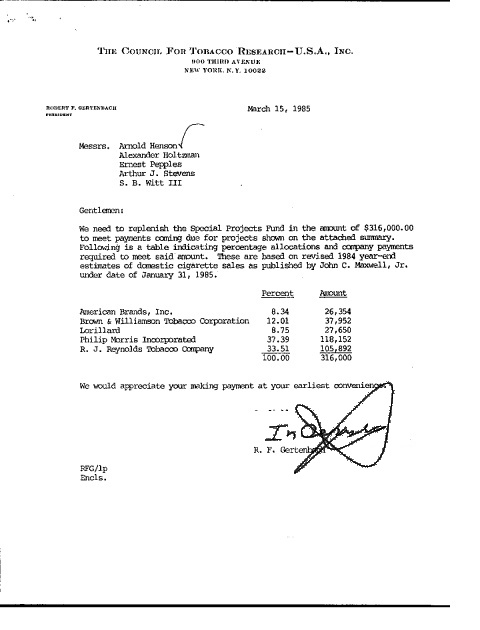 THE COUNCIL FOR TOBACCO RESEARCH—U.S.A., INC.
900 THIRD AVENUE
NEW YORK, N.Y. 10022
ROBERT F. GERTENBACH
PRESIDENT
March 15, 1985
Messrs. Arnold Henson
Alexander Holtzman
Ernest Pepples
Arthur J. Stevens
S. B. Witt III
Gentlemen:
We need to replenish the Special Projects Fund in the amount of $316,000.00
to meet payments coming due for projects shown on the attached summary.
Following is a table indicating percentage allocations and company payments
required to meet said amount. These are based on revised 1984 year-end
estimates of domestic cigarette sales as published by John C. Maxwell, Jr.
under date of January 31, 1985.
Percent Amount
American Brands, Inc. 8.34 26,354
Brown & Williamson Tobacco Corporation 12.01 37,952
Lorillard 8.75 27,650
Philip Morris Incorporated 37.39 118,152
R. J. Reynolds Tobacco Company 33.51 105,892
100.00 316,000
We would appreciate your making payment at your earliest convenience.
R. F. Gertenbach
RFG/lp
Encls.